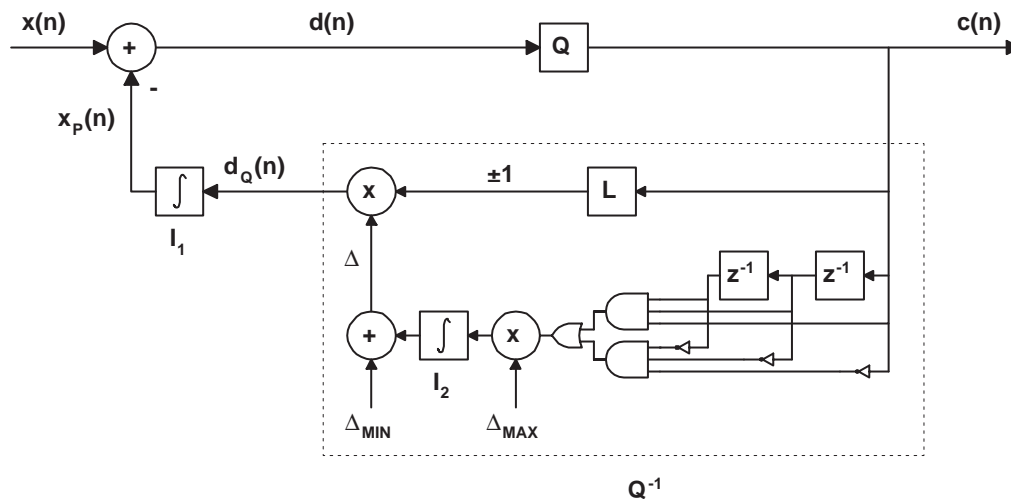 x(n)
d(n)
c(n)
+
Q
-
x_P(n)
d_Q(n)
±1
x
L
∫
I_1
Δ
z^-1
z^-1
+
∫
x
I_2
Δ_MIN
Δ_MAX
Q^-1